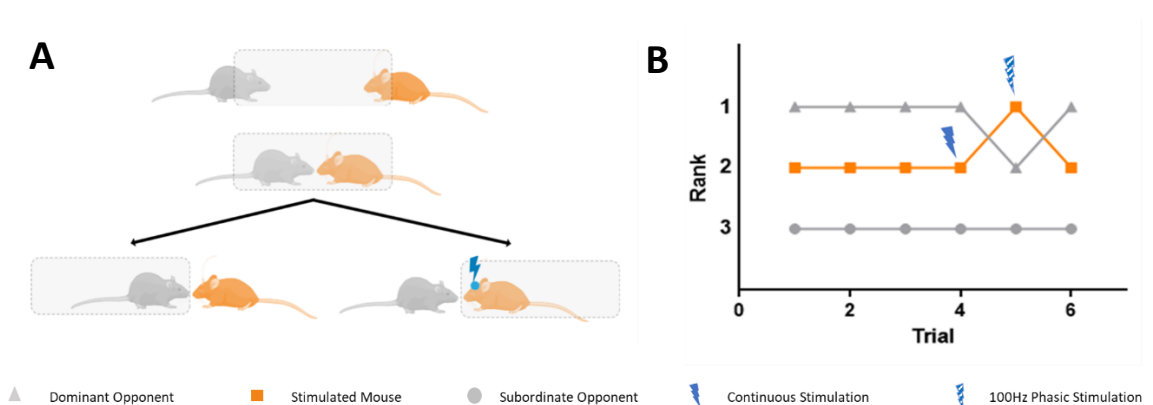 A
B
Rank
1
2
3
0
2
4
6
Trial
Dominant Opponent
Stimulated Mouse
Subordinate Opponent
Continuous Stimulation
100Hz Phasic Stimulation